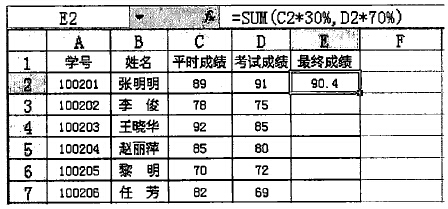 E2 fx =SUM(C2*30%,D2*70%)
A B C D E F
1 学号 姓名 平时成绩 考试成绩 最终成绩
2 100201 张明明 89 91 90.4
3 100202 李 俊 78 75
4 100203 王晓华 92 85
5 100204 赵丽萍 85 80
6 100205 黎 明 70 72
7 100206 任 芳 82 69